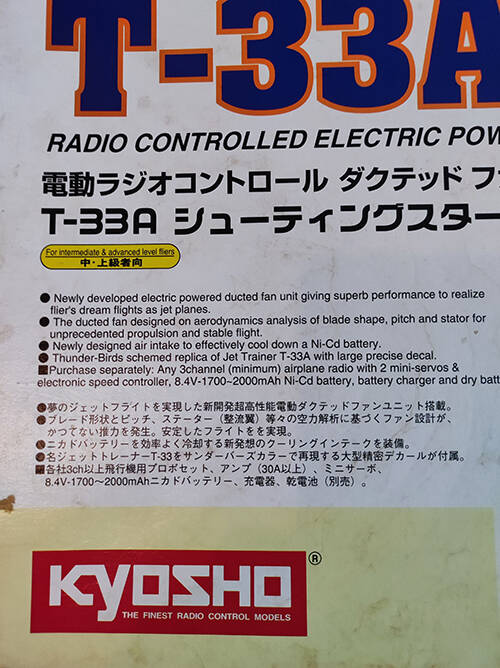 T-33A
RADIO CONTROLLED ELECTRIC POW
電動ラジオコントロール ダクテッド ファ
T-33A シューティングスター
For intermediate & advanced level fliers
中・上級者向
● Newly developed electric powered ducted fan unit giving superb performance to realize
flier's dream flights as jet planes.
● The ducted fan designed on aerodynamics analysis of blade shape, pitch and stator for
unprecedented propulsion and stable flight.
● Newly designed air intake to effectively cool down a Ni-Cd battery.
● Thunder-Birds schemed replica of Jet Trainer T-33A with large precise decal.
■Purchase separately: Any 3channel (minimum) airplane radio with 2 mini-servos &
electronic speed controller, 8.4V-1700~2000mAh Ni-Cd battery, battery charger and dry batt
●夢のジェットフライトを実現した新開発超高性能電動ダクテッドファンユニット搭載。
●ブレード形状とピッチ、ステーター（整流翼）等々の空力解析に基づくファン設計が、
かつてない推力を発生。安定したフライトをを実現。
●ニカドバッテリーを効率よく冷却する新発想のクーリングインテークを装備。
●名ジェットトレーナーT-33をサンダーバーズカラーで再現する大型精密デカールが付属。
■各社3ch以上飛行機用プロポセット、アンプ（30A以上）、ミニサーボ、
8.4V-1700~2000mAhニカドバッテリー、充電器、乾電池（別売）。
KYOSHO®
THE FINEST RADIO CONTROL MODELS